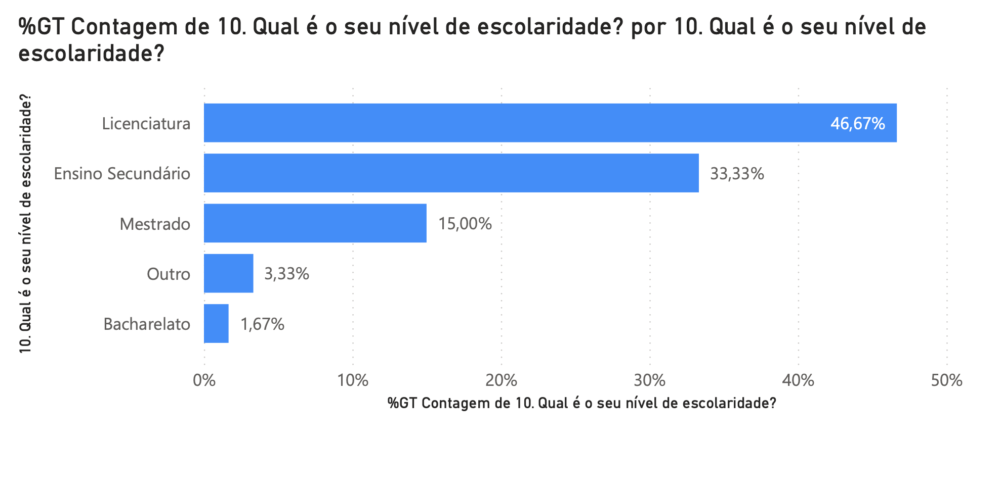 %GT Contagem de 10. Qual é o seu nível de escolaridade? por 10. Qual é o seu nível de
escolaridade?
10. Qual é o seu nível de escolaridade?
Licenciatura
46,67%
Ensino Secundário
33,33%
Mestrado
15,00%
Outro
3,33%
Bacharelato
1,67%
0%
10%
20%
30%
40%
50%
%GT Contagem de 10. Qual é o seu nível de escolaridade?